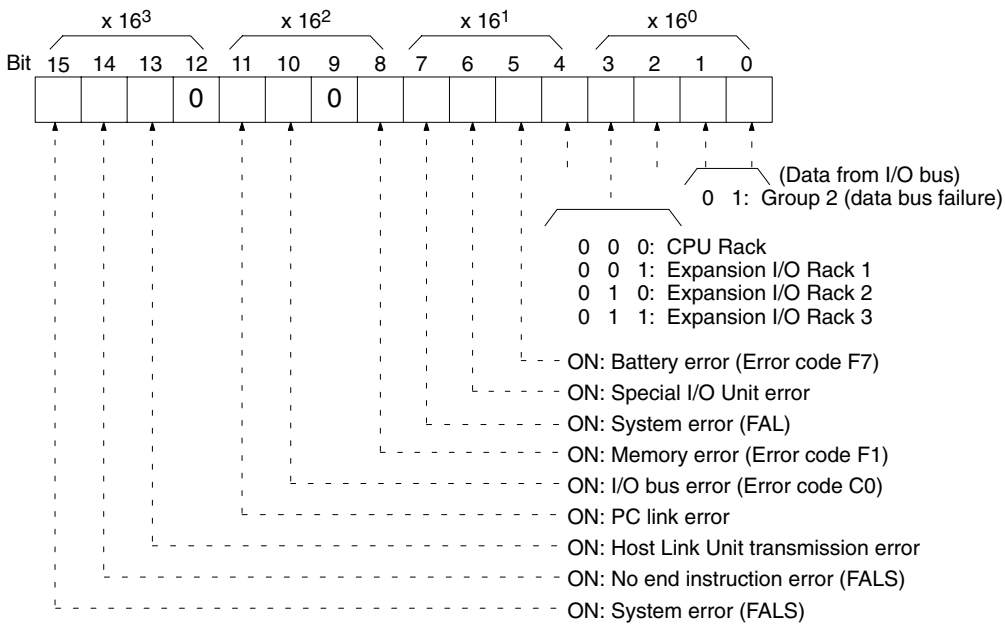 x 16³ x 16² x 16¹ x 16⁰
Bit 15 14 13 12 11 10 9 8 7 6 5 4 3 2 1 0
0 0
(Data from I/O bus)
0 1: Group 2 (data bus failure)
0 0 0: CPU Rack
0 0 1: Expansion I/O Rack 1
0 1 0: Expansion I/O Rack 2
0 1 1: Expansion I/O Rack 3
ON: Battery error (Error code F7)
ON: Special I/O Unit error
ON: System error (FAL)
ON: Memory error (Error code F1)
ON: I/O bus error (Error code C0)
ON: PC link error
ON: Host Link Unit transmission error
ON: No end instruction error (FALS)
ON: System error (FALS)